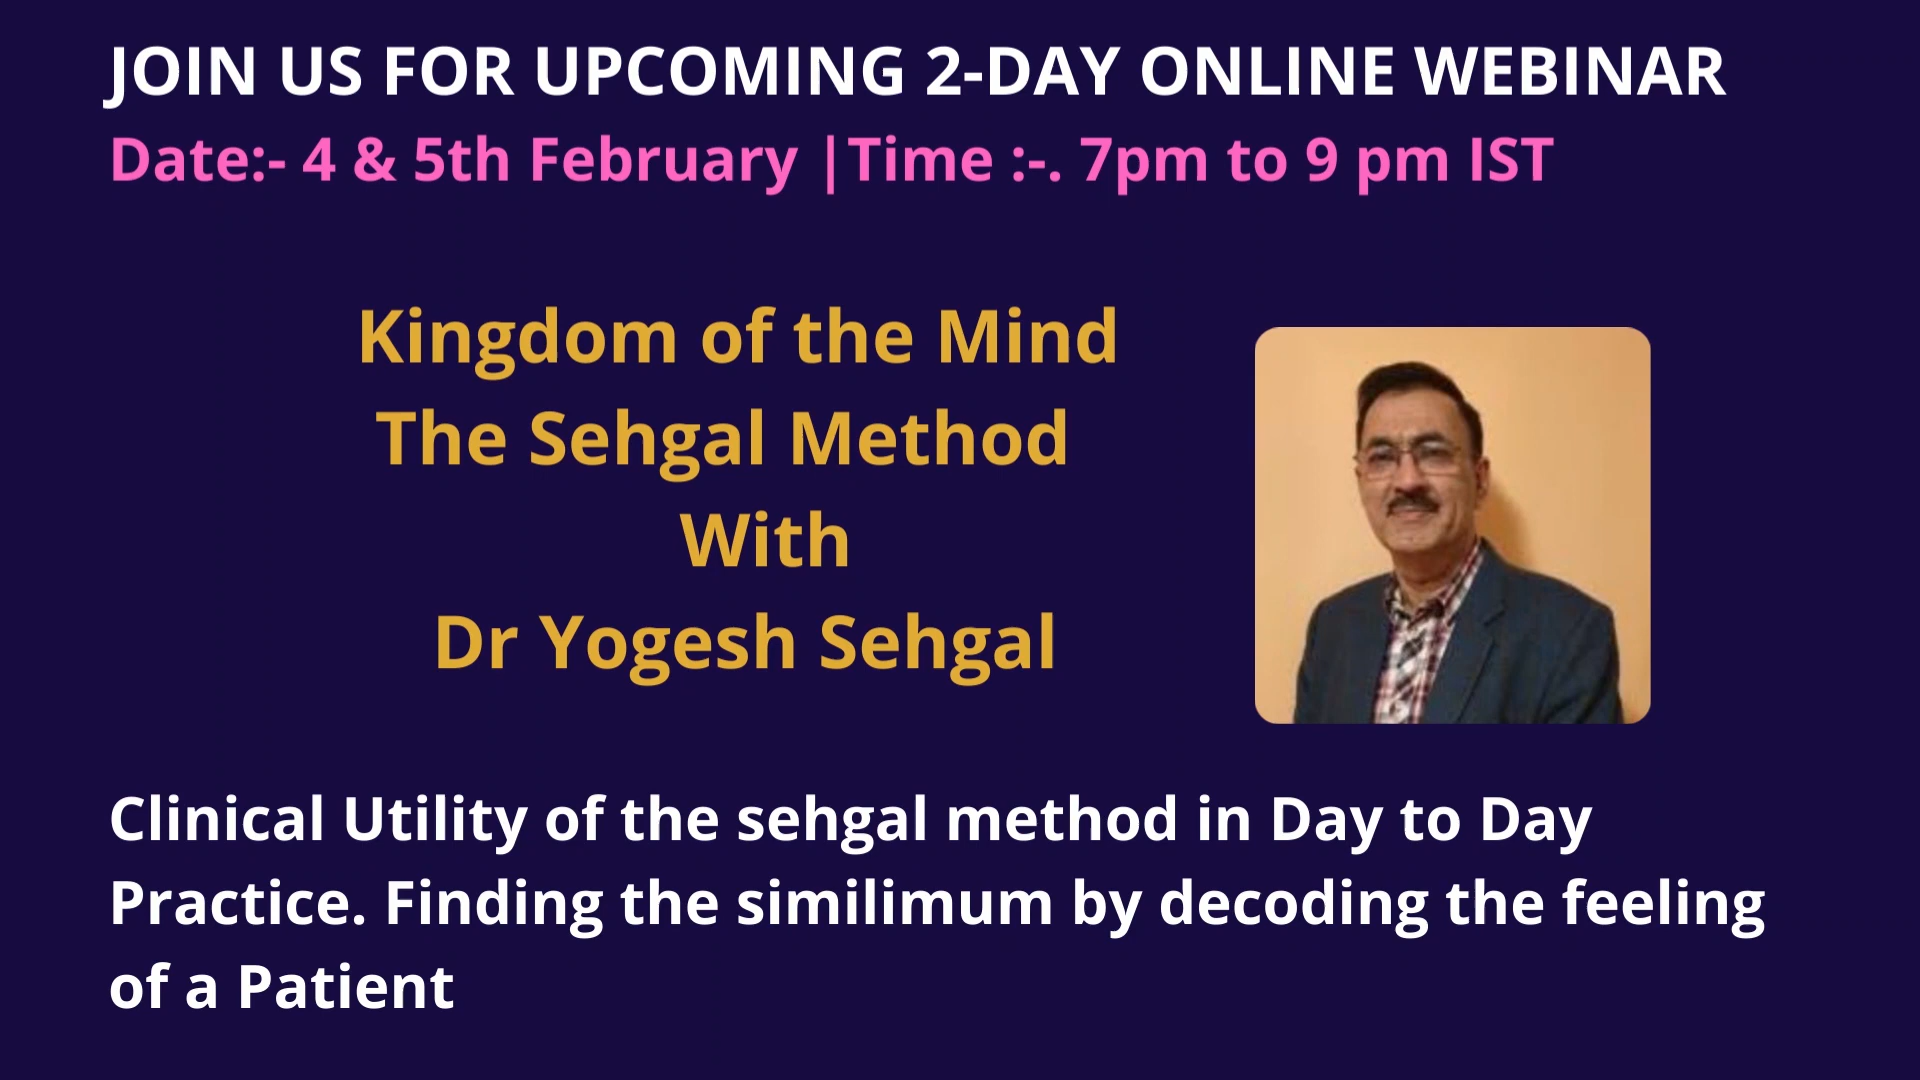 JOIN US FOR UPCOMING 2-DAY ONLINE WEBINAR
Date:- 4 & 5th February |Time :-. 7pm to 9 pm IST
Kingdom of the Mind
The Sehgal Method
With
Dr Yogesh Sehgal
Clinical Utility of the sehgal method in Day to Day
Practice. Finding the similimum by decoding the feeling
of a Patient